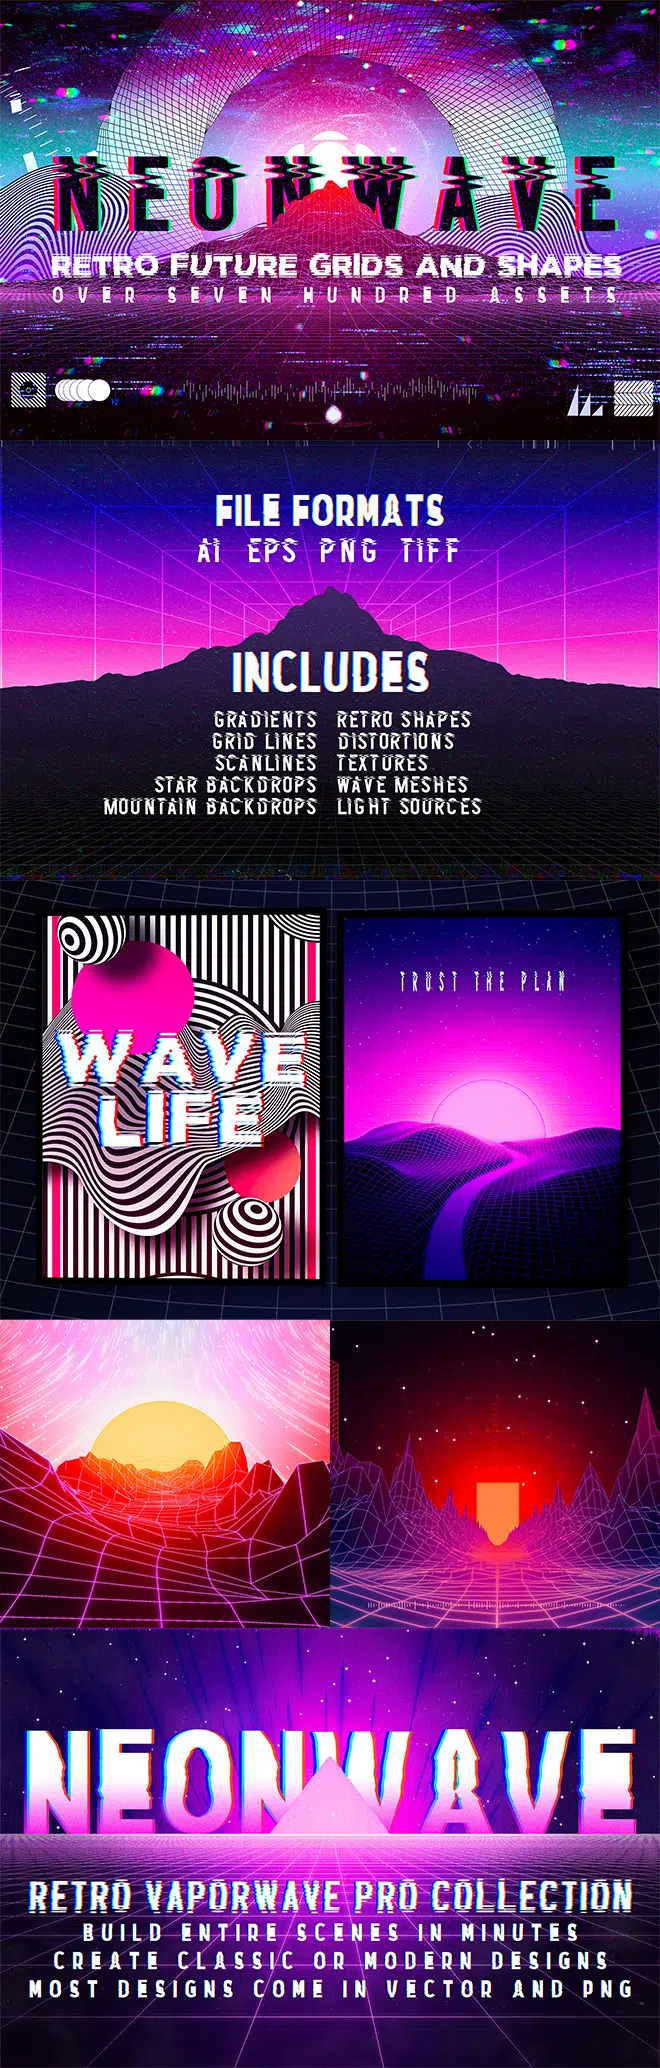 NEONWAVE
RETRO FUTURE GRIDS AND SHAPES
OVER SEVEN HUNDRED ASSETS
FILE FORMATS
AI EPS PNG TIFF
INCLUDES
GRADIENTS RETRO SHAPES
GRID LINES DISTORTIONS
SCANLINES TEXTURES
STAR BACKDROPS WAVE MESHES
MOUNTAIN BACKDROPS LIGHT SOURCES
WAVE
LIFE
TRUST THE PLAN
NEONWAVE
RETRO VAPORWAVE PRO COLLECTION
BUILD ENTIRE SCENES IN MINUTES
CREATE CLASSIC OR MODERN DESIGNS
MOST DESIGNS COME IN VECTOR AND PNG